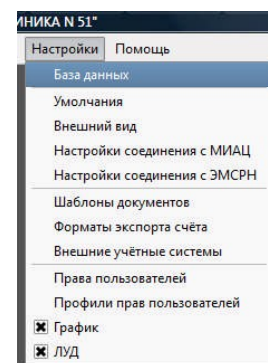 ИНИКА N 51"
Настройки Помощь
База данных
Умолчания
Внешний вид
Настройки соединения с МИАЦ
Настройки соединения с ЭМСРН
Шаблоны документов
Форматы экспорта счёта
Внешние учётные системы
Права пользователей
Профили прав пользователей
График
ЛУД